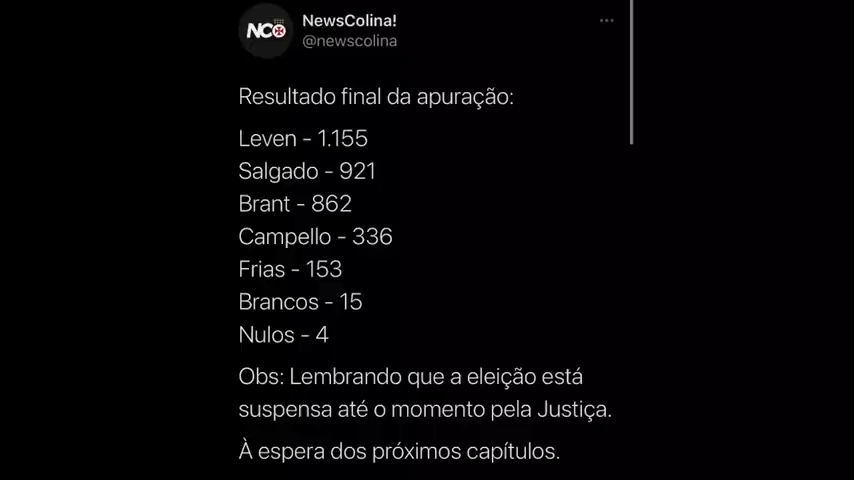 NC
NewsColina!
@newscolina
Resultado final da apuração:
Leven - 1.155
Salgado - 921
Brant - 862
Campello - 336
Frias - 153
Brancos - 15
Nulos - 4
Obs: Lembrando que a eleição está
suspensa até o momento pela Justiça.
À espera dos próximos capítulos.